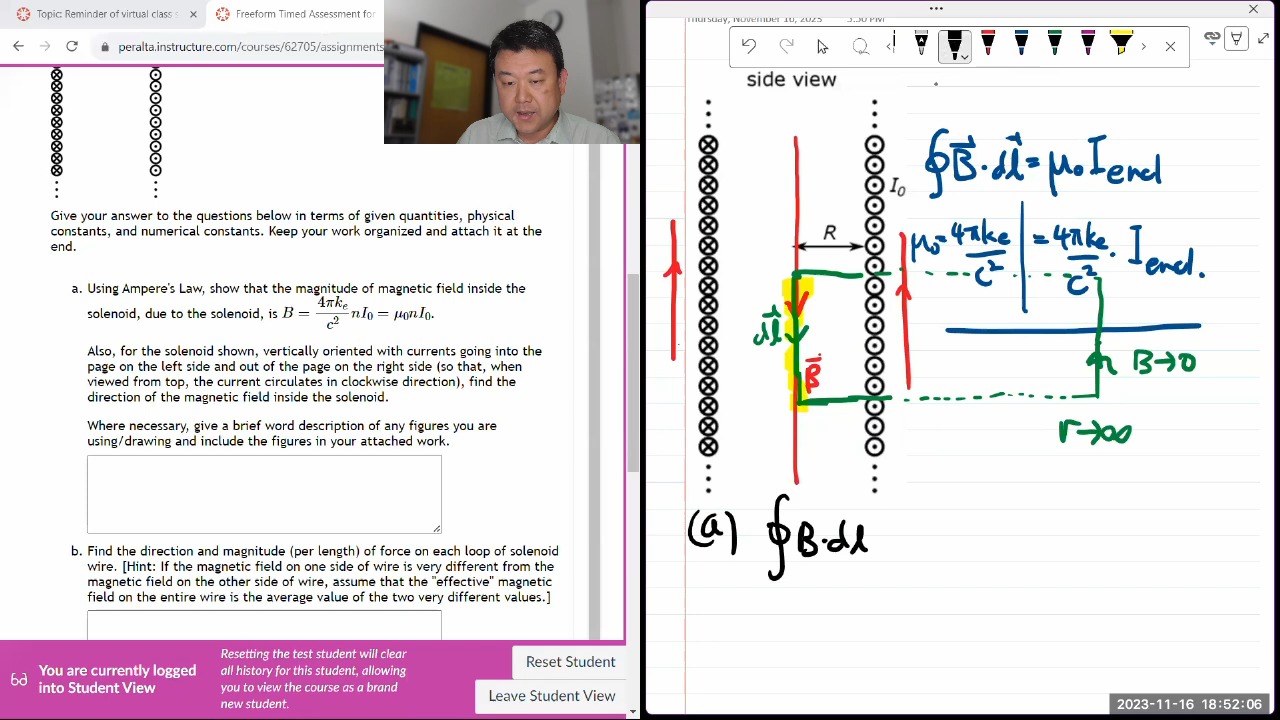 Topic: Reminder of virtual class s
Freeform Timed Assessment for
peralta.instructure.com/courses/02705/assignments
Give your answer to the questions below in terms of given quantities, physical
constants, and numerical constants. Keep your work organized and attach it at the
end.
a. Using Ampere's Law, show that the magnitude of magnetic field inside the
solenoid, due to the solenoid, is B = 4πk_e/c² nI₀ = μ₀nI₀.
Also, for the solenoid shown, vertically oriented with currents going into the
page on the left side and out of the page on the right side (so that, when
viewed from top, the current circulates in clockwise direction), find the
direction of the magnetic field inside the solenoid.
Where necessary, give a brief word description of any figures you are
using/drawing and include the figures in your attached work.
b. Find the direction and magnitude (per length) of force on each loop of solenoid
wire. [Hint: If the magnetic field on one side of wire is very different from the
magnetic field on the other side of wire, assume that the "effective" magnetic
field on the entire wire is the average value of the two very different values.]
You are currently logged
into Student View
Resetting the test student will clear
all history for this student, allowing
you to view the course as a brand
new student.
Reset Student
Leave Student View
Thursday, November 16, 2023 5:50 PM
side view
I₀
R
∮B⃗·dl⃗ = μ₀ I encl
μ₀ = 4πke/c² | = 4πke/c² · I encl.
dl⃗
B⃗
B→0
r→∞
(a) ∮B·dl
2023-11-16 18:52:06